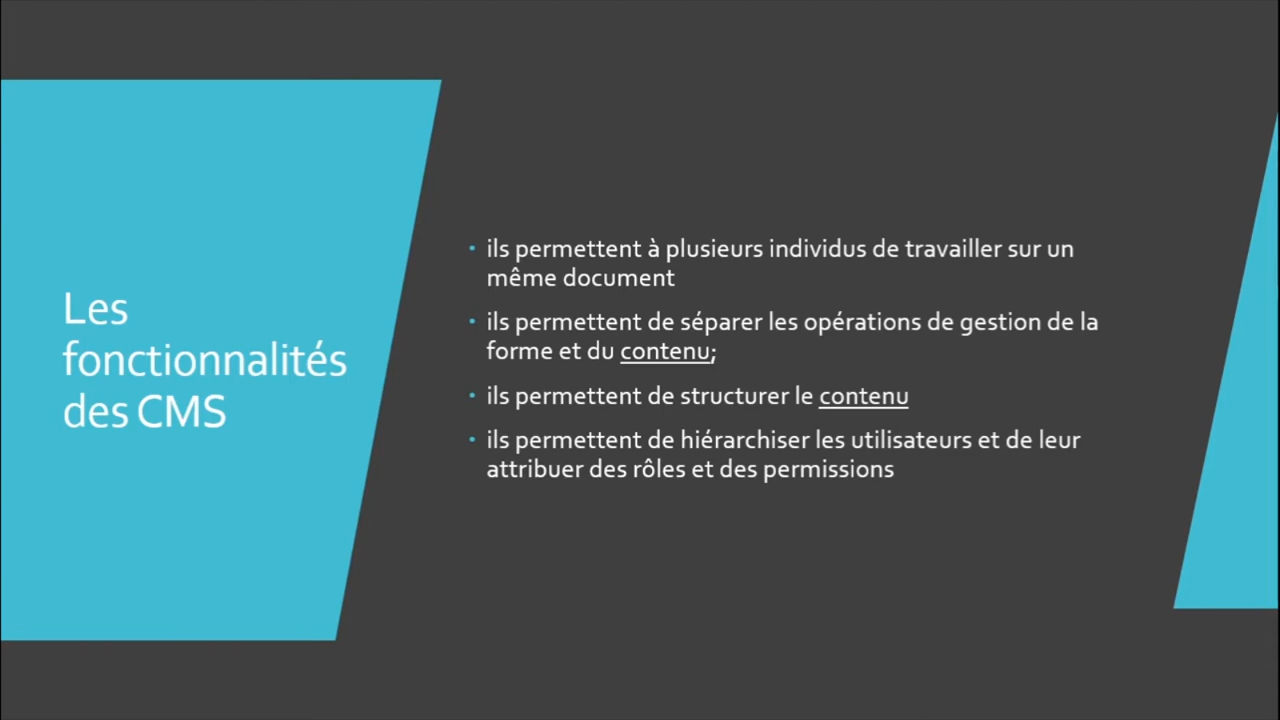 Les
fonctionnalités
des CMS
• ils permettent à plusieurs individus de travailler sur un
même document
• ils permettent de séparer les opérations de gestion de la
forme et du contenu;
• ils permettent de structurer le contenu
• ils permettent de hiérarchiser les utilisateurs et de leur
attribuer des rôles et des permissions